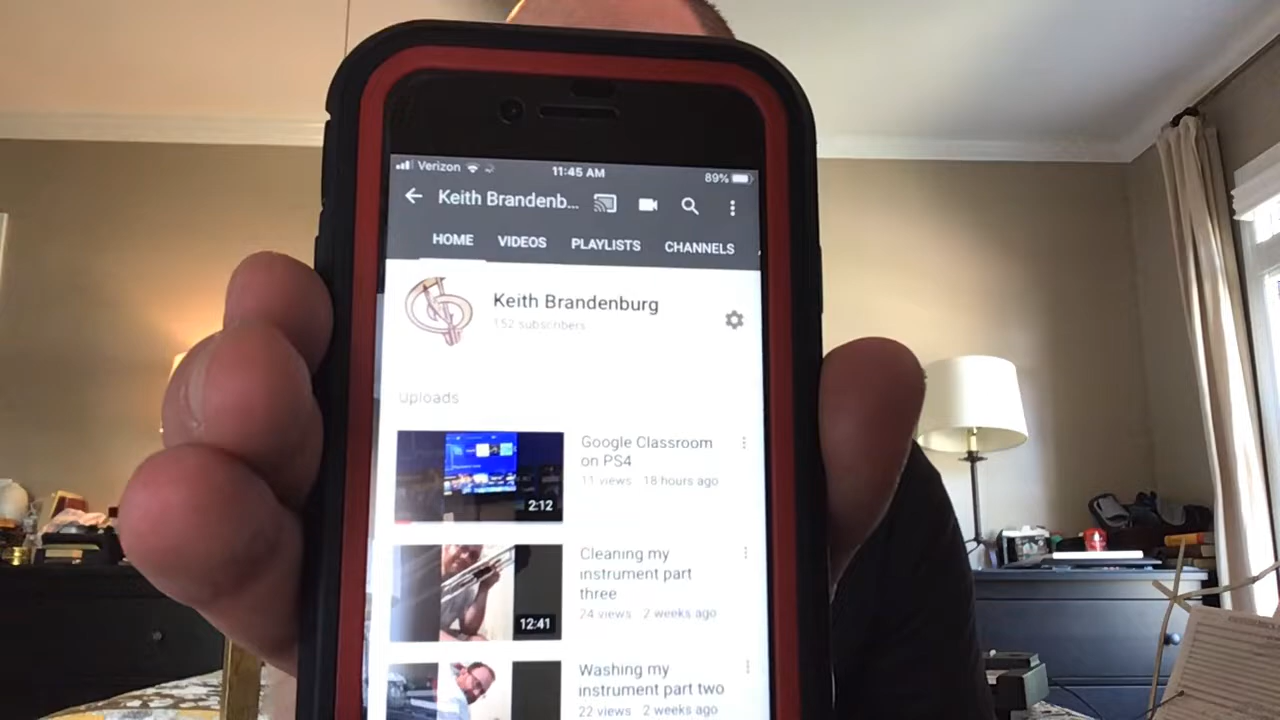 Verizon 11:45 AM 89%
Keith Brandenb...
HOME VIDEOS PLAYLISTS CHANNELS
Keith Brandenburg
152 subscribers
Uploads
Google Classroom
on PS4
11 views 18 hours ago
2:12
Cleaning my
instrument part
three
24 views 2 weeks ago
12:41
Washing my
instrument part two
22 views 2 weeks ago